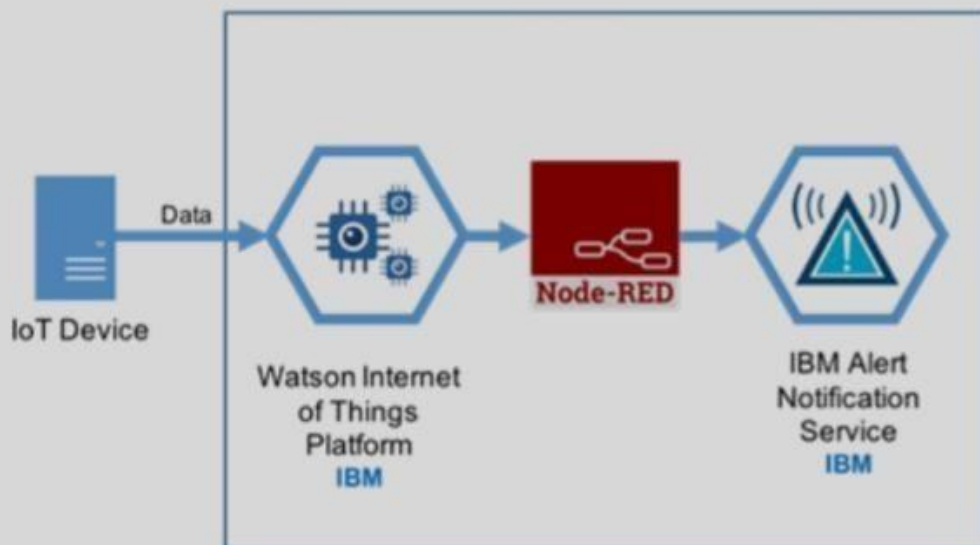 Data
IoT Device
Watson Internet
of Things
Platform
IBM
Node-RED
IBM Alert
Notification
Service
IBM